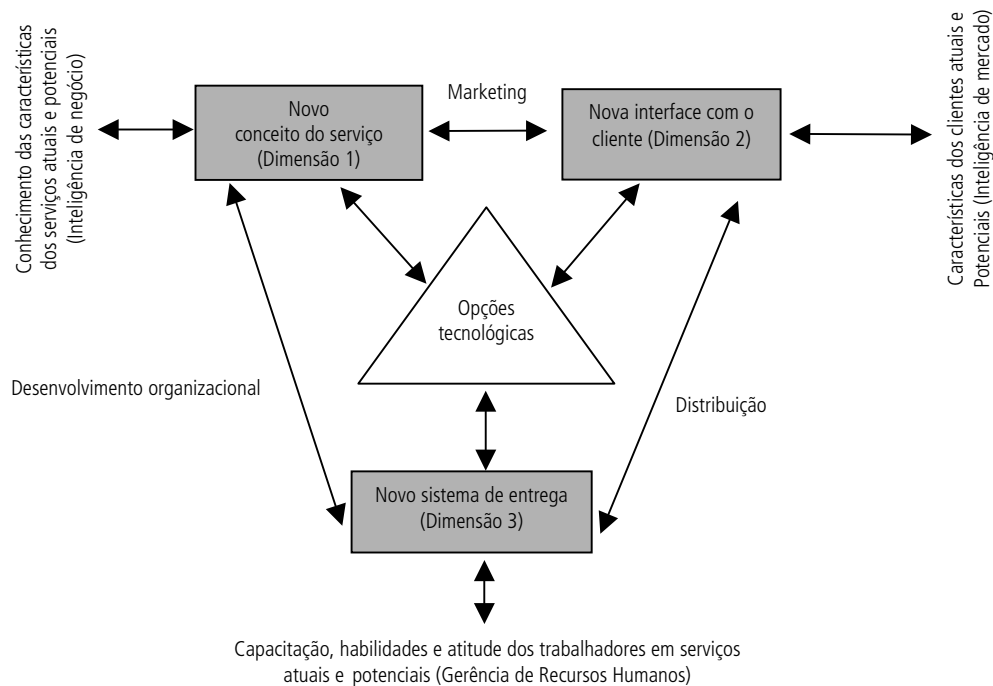 Conhecimento das características
dos serviços atuais e potenciais
(Inteligência de negócio)
Novo
conceito do serviço
(Dimensão 1)
Marketing
Nova interface com o
cliente (Dimensão 2)
Características dos clientes atuais e
Potenciais (Inteligência de mercado)
Opções
tecnológicas
Desenvolvimento organizacional
Distribuição
Novo sistema de entrega
(Dimensão 3)
Capacitação, habilidades e atitude dos trabalhadores em serviços
atuais e potenciais (Gerência de Recursos Humanos)